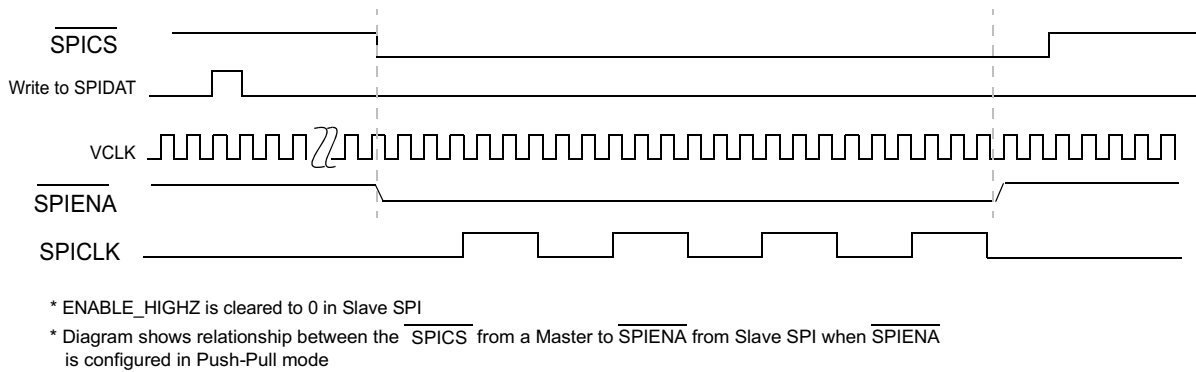 SPICS
Write to SPIDAT
VCLK
SPIENA
SPICLK
* ENABLE_HIGHZ is cleared to 0 in Slave SPI
* Diagram shows relationship between the SPICS from a Master to SPIENA from Slave SPI when SPIENA
is configured in Push-Pull mode